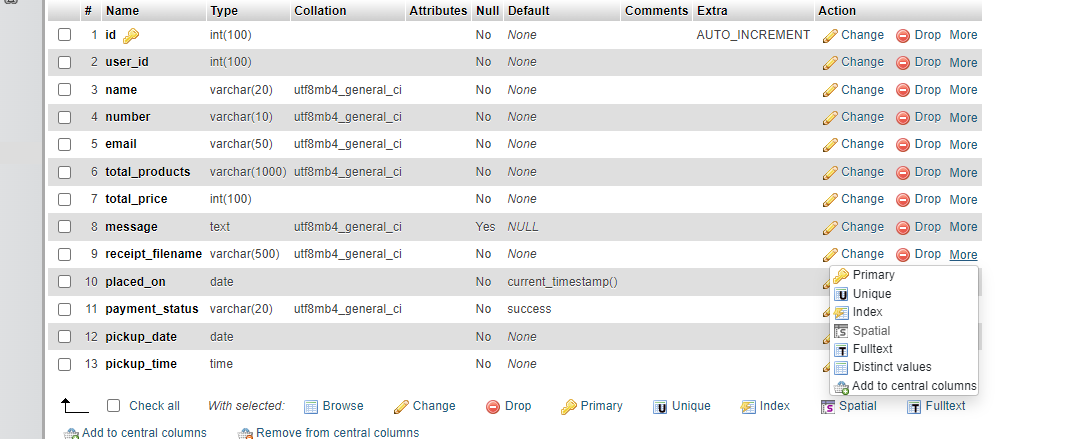 # Name Type Collation Attributes Null Default Comments Extra Action
1 id int(100) No None AUTO_INCREMENT Change Drop More
2 user_id int(100) No None Change Drop More
3 name varchar(20) utf8mb4_general_ci No None Change Drop More
4 number varchar(10) utf8mb4_general_ci No None Change Drop More
5 email varchar(50) utf8mb4_general_ci No None Change Drop More
6 total_products varchar(1000) utf8mb4_general_ci No None Change Drop More
7 total_price int(100) No None Change Drop More
8 message text utf8mb4_general_ci Yes NULL Change Drop More
9 receipt_filename varchar(500) utf8mb4_general_ci No None Change Drop More
10 placed_on date No current_timestamp()
11 payment_status varchar(20) utf8mb4_general_ci No success
12 pickup_date date No None
13 pickup_time time No None
Primary
Unique
Index
Spatial
Fulltext
Distinct values
Add to central columns
Check all With selected: Browse Change Drop Primary Unique Index Spatial Fulltext
Add to central columns Remove from central columns